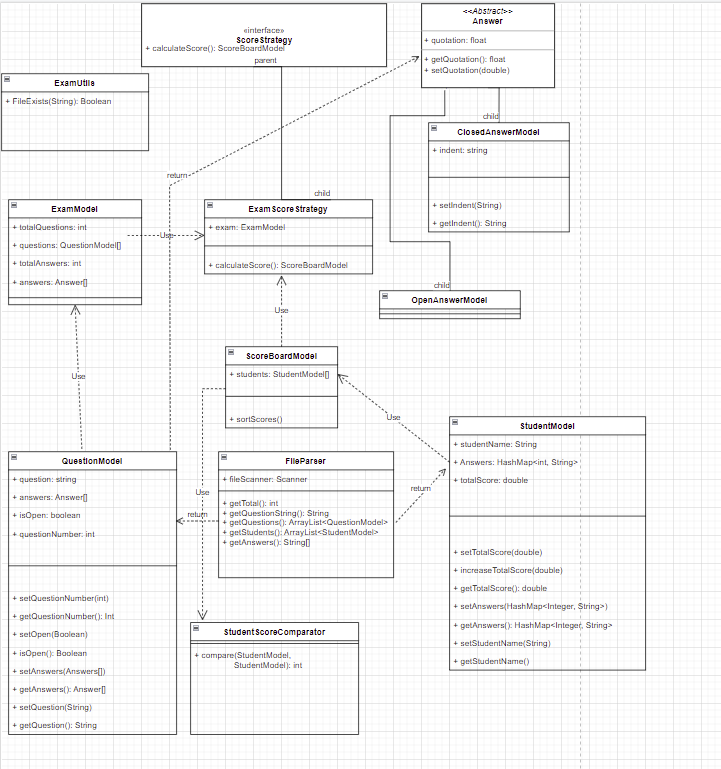 «interface»
ScoreStrategy
+ calculateScore(): ScoreBoardModel
parent
<<Abstract>>
Answer
+ quotation: float
+ getQuotation(): float
+ setQuotation(double)
ExamUtils
+ FileExists(String): Boolean
child
ClosedAnswerModel
+ indent: string
+ setIndent(String)
+ getIndent(): String
return
child
ExamModel
+ totalQuestions: int
+ questions: QuestionModel[]
+ totalAnswers: int
+ answers: Answer[]
Use
ExamScoreStrategy
+ exam: ExamModel
+ calculateScore(): ScoreBoardModel
child
OpenAnswerModel
Use
ScoreBoardModel
+ students: StudentModel[]
+ sortScores()
Use
Use
StudentModel
+ studentName: String
+ Answers: HashMap<int, String>
+ totalScore: double
+ setTotalScore(double)
+ increaseTotalScore(double)
+ getTotalScore(): double
+ setAnswers(HashMap<Integer, String>)
+ getAnswers(): HashMap<Integer, String>
+ setStudentName(String)
+ getStudentName()
QuestionModel
+ question: string
+ answers: Answer[]
+ isOpen: boolean
+ questionNumber: int
+ setQuestionNumber(int)
+ getQuestionNumber(): Int
+ setOpen(Boolean)
+ isOpen(): Boolean
+ setAnswers(Answers[])
+ getAnswers(): Answer[]
+ setQuestion(String)
+ getQuestion(): String
FileParser
+ fileScanner: Scanner
+ getTotal(): int
+ getQuestionString(): String
+ getQuestions(): ArrayList<QuestionModel>
+ getStudents(): ArrayList<StudentModel>
+ getAnswers(): String[]
return
Use
return
StudentScoreComparator
+ compare(StudentModel,
StudentModel): int